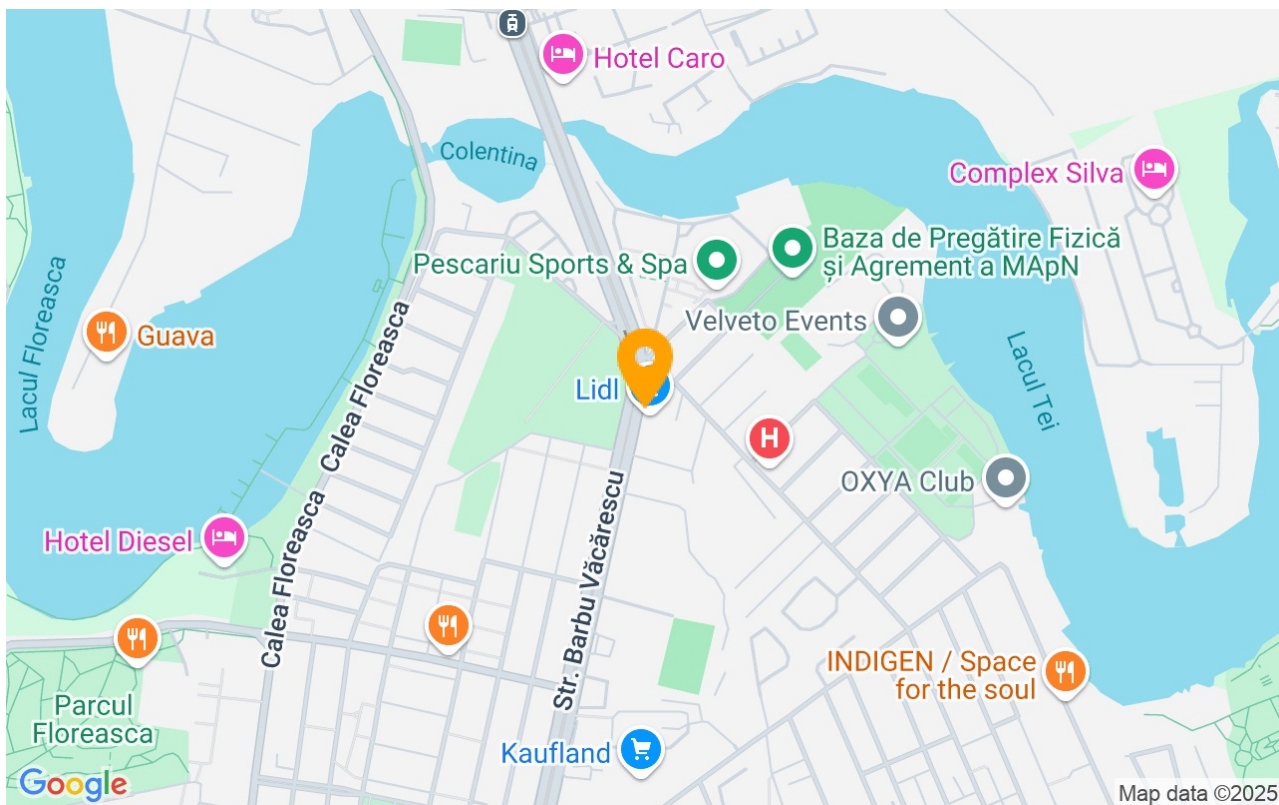 Hotel Caro
Colentina
Complex Silva
Baza de Pregătire Fizică
și Agrement a MApN
Pescariu Sports & Spa
Lacul Floreasca
Velveto Events
Guava
Calea Floreasca
Lacul Tei
Lidl
H
OXYA Club
Hotel Diesel
Calea Floreasca
Str. Barbu Văcărescu
INDIGEN / Space
for the soul
Parcul
Floreasca
Kaufland
Google
Map data ©2025